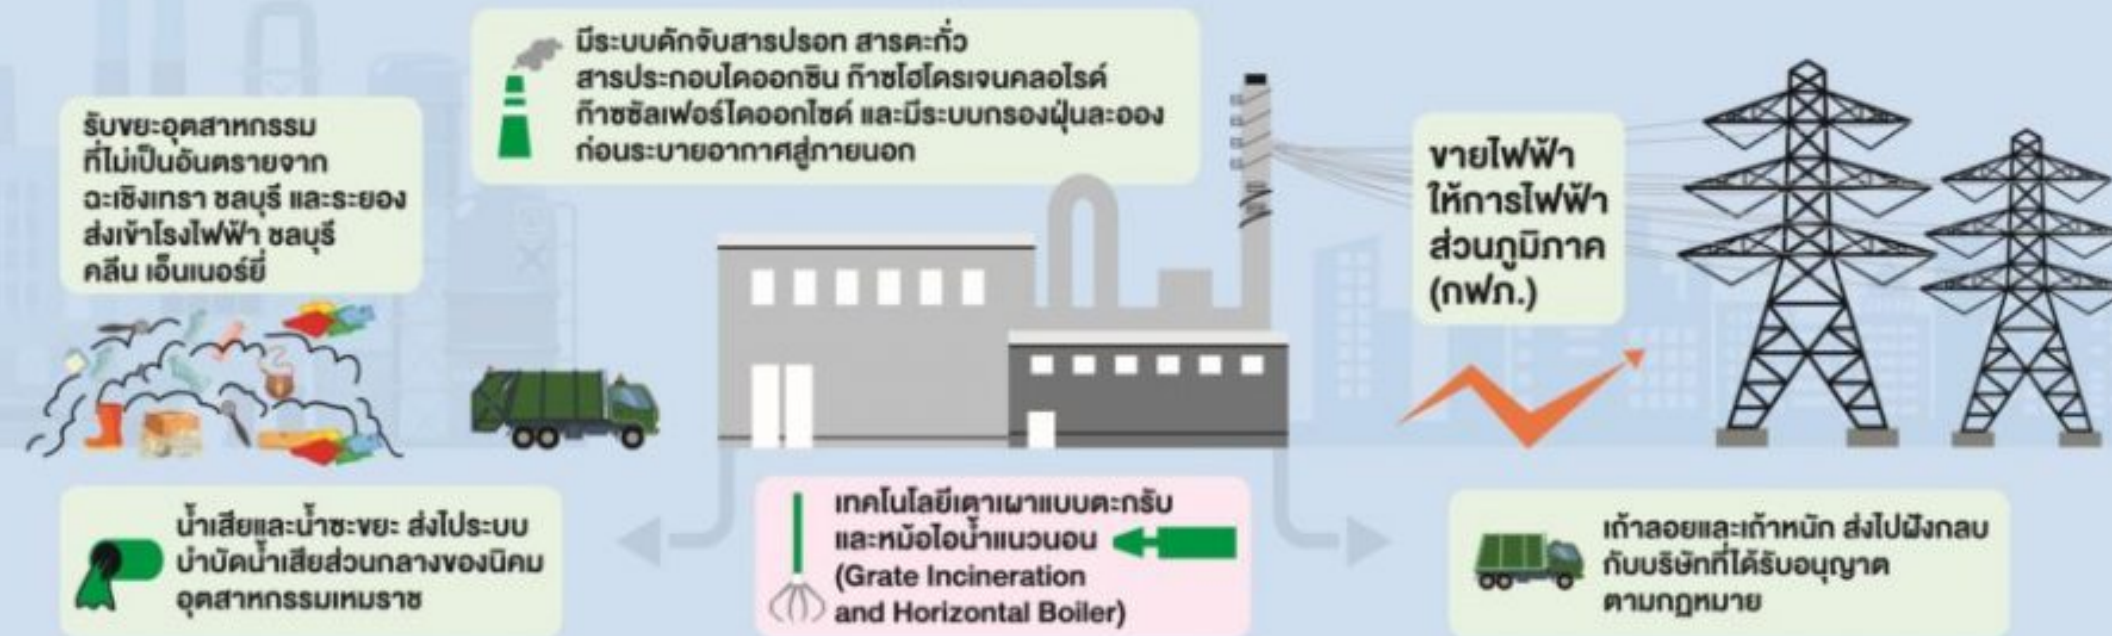 มีระบบดักจับสารปรอท สารตะกั่ว
สารประกอบไดออกซิน ก๊าซไฮโดรเจนคลอไรด์
ก๊าซซัลเฟอร์ไดออกไซด์ และมีระบบกรองฝุ่นละออง
ก่อนระบายอากาศสู่ภายนอก
รับขยะอุตสาหกรรม
ที่ไม่เป็นอันตรายจาก
ฉะเชิงเทรา ชลบุรี และระยอง
ส่งเข้าโรงไฟฟ้า ชลบุรี
คลีน เอ็นเนอร์ยี่
ขายไฟฟ้า
ให้การไฟฟ้า
ส่วนภูมิภาค
(กฟภ.)
น้ำเสียและน้ำชะขยะ ส่งไประบบ
บำบัดน้ำเสียส่วนกลางของนิคม
อุตสาหกรรมเหมราช
เทคโนโลยีเตาเผาแบบตะกรับ
และหม้อไอน้ำแนวนอน
(Grate Incineration
and Horizontal Boiler)
เถ้าลอยและเถ้าหนัก ส่งไปฝังกลบ
กับบริษัทที่ได้รับอนุญาต
ตามกฎหมาย